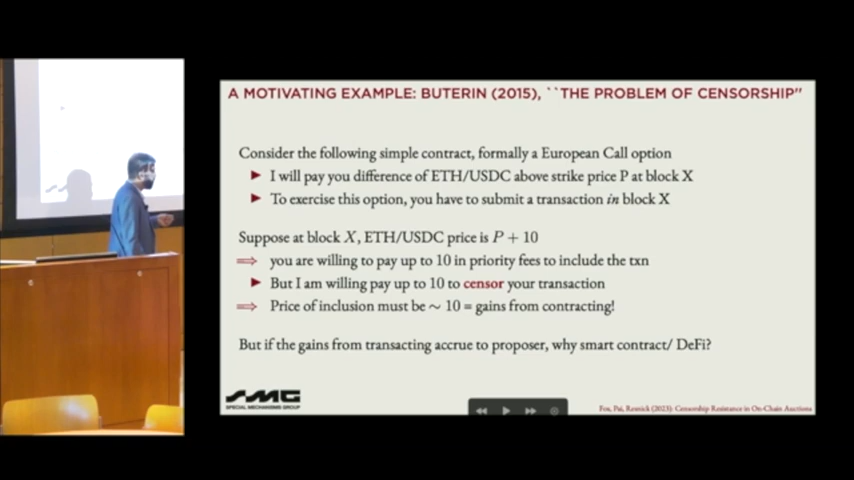 A MOTIVATING EXAMPLE: BUTERIN (2015), ``THE PROBLEM OF CENSORSHIP''
Consider the following simple contract, formally a European Call option
▶ I will pay you difference of ETH/USDC above strike price P at block X
▶ To exercise this option, you have to submit a transaction in block X
Suppose at block X, ETH/USDC price is P + 10
⟹ you are willing to pay up to 10 in priority fees to include the txn
▶ But I am willing pay up to 10 to censor your transaction
⟹ Price of inclusion must be ∼ 10 = gains from contracting!
But if the gains from transacting accrue to proposer, why smart contract/ DeFi?
SMG
SPECIAL MECHANISMS GROUP
Fox, Pai, Resnick (2023): Censorship Resistance in On-Chain Auctions